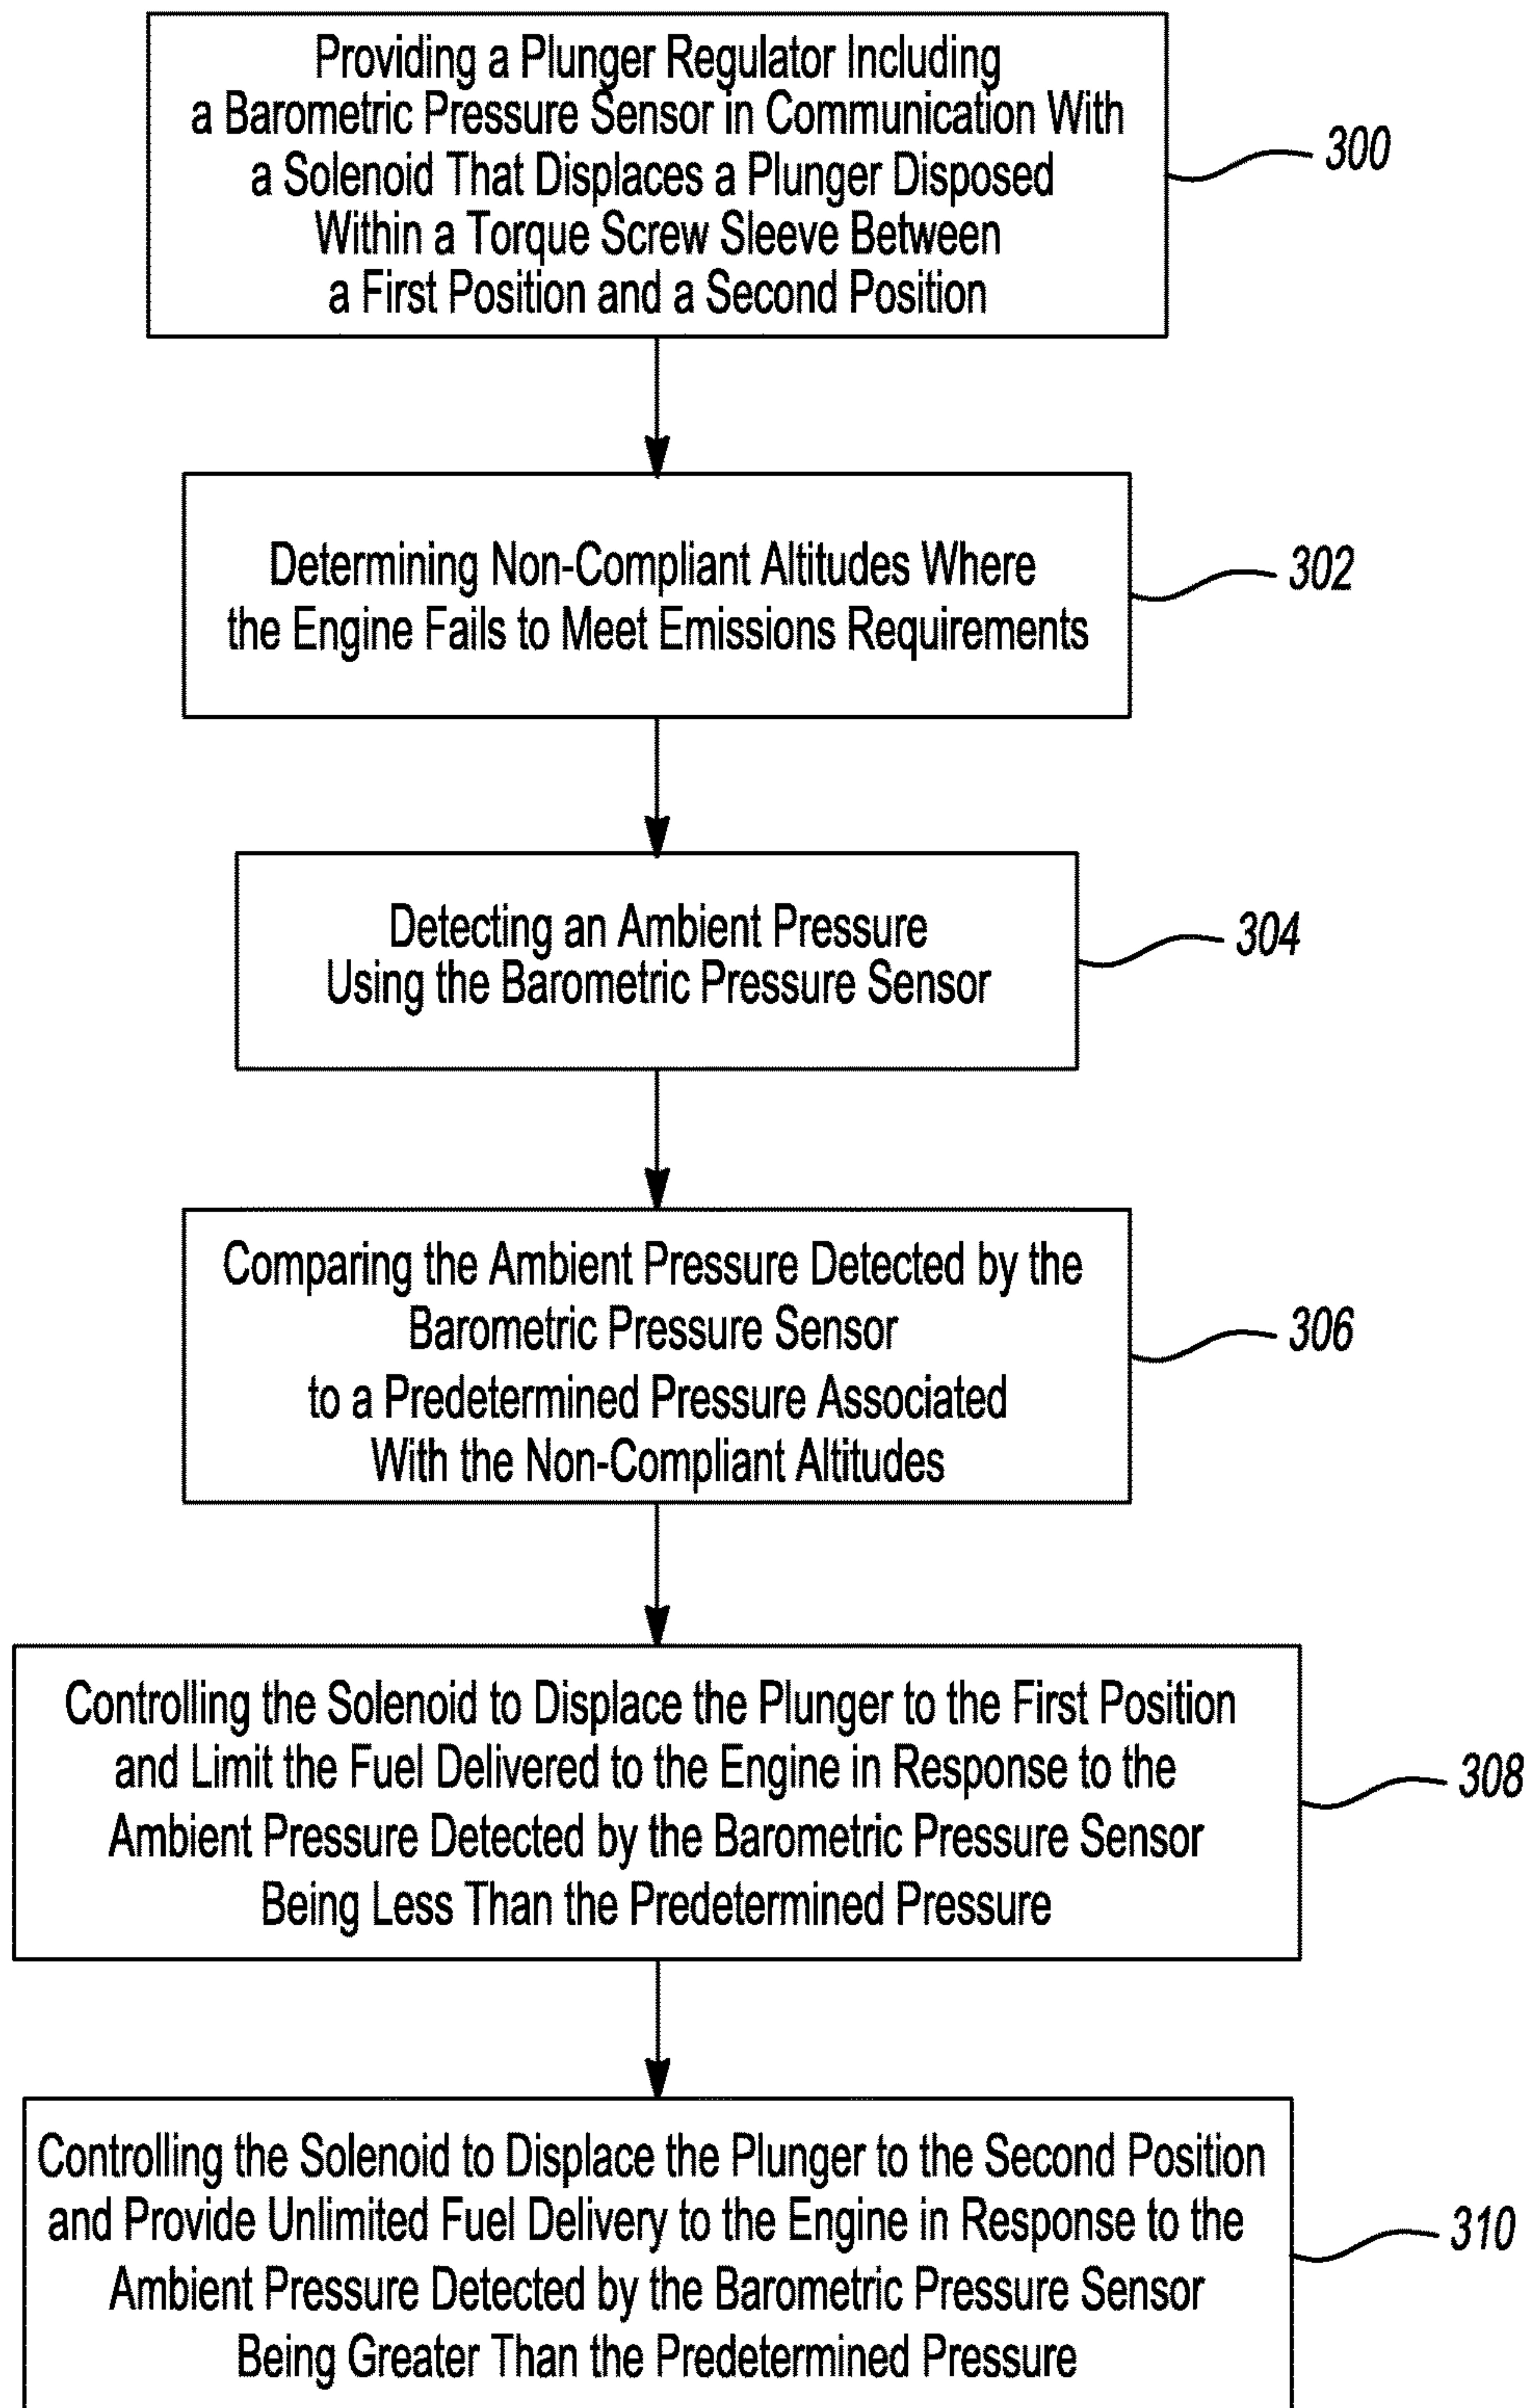 Providing a Plunger Regulator Including
a Barometric Pressure Sensor in Communication With
a Solenoid That Displaces a Plunger Disposed
Within a Torque Screw Sleeve Between
a First Position and a Second Position
300
Determining Non-Compliant Altitudes Where
the Engine Fails to Meet Emissions Requirements
302
Detecting an Ambient Pressure
Using the Barometric Pressure Sensor
304
Comparing the Ambient Pressure Detected by the
Barometric Pressure Sensor
to a Predetermined Pressure Associated
With the Non-Compliant Altitudes
306
Controlling the Solenoid to Displace the Plunger to the First Position
and Limit the Fuel Delivered to the Engine in Response to the
Ambient Pressure Detected by the Barometric Pressure Sensor
Being Less Than the Predetermined Pressure
308
Controlling the Solenoid to Displace the Plunger to the Second Position
and Provide Unlimited Fuel Delivery to the Engine in Response to the
Ambient Pressure Detected by the Barometric Pressure Sensor
Being Greater Than the Predetermined Pressure
310